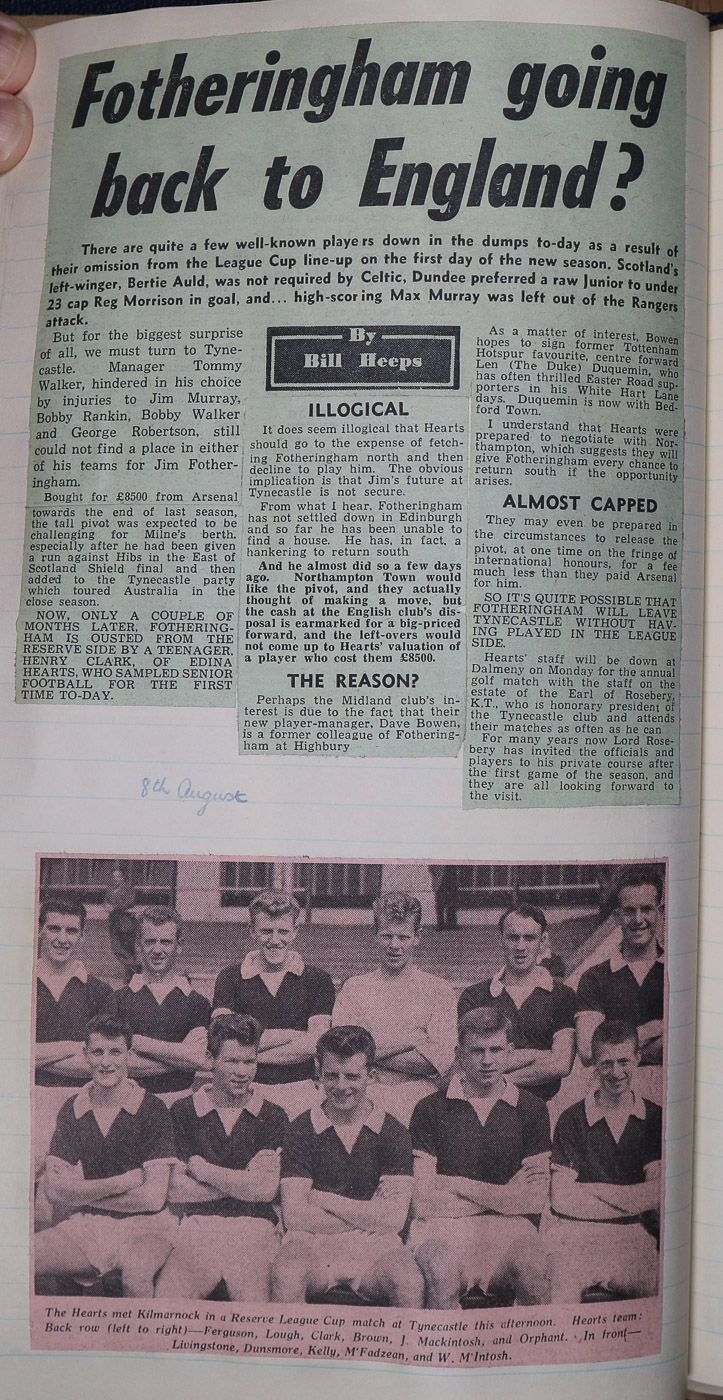 Fotheringham going
back to England?
There are quite a few well-known players down in the dumps to-day as a result of
their omission from the League Cup line-up on the first day of the new season. Scotland's
left-winger, Bertie Auld, was not required by Celtic, Dundee preferred a raw Junior to under
23 cap Reg Morrison in goal, and... high-scoring Max Murray was left out of the Rangers
attack.
But for the biggest surprise
of all, we must turn to Tyne-
castle. Manager Tommy
Walker, hindered in his choice
by injuries to Jim Murray,
Bobby Rankin, Bobby Walker
and George Robertson, still
could not find a place in either
of his teams for Jim Fother-
ingham.
Bought for £8500 from Arsenal
towards the end of last season,
the tall pivot was expected to be
challenging for Milne's berth.
especially after he had been given
a run against Hibs in the East of
Scotland Shield final and then
added to the Tynecastle party
which toured Australia in the
close season.
NOW, ONLY A COUPLE OF
MONTHS LATER, FOTHERING-
HAM IS OUSTED FROM THE
RESERVE SIDE BY A TEENAGER,
HENRY CLARK, OF EDINA
HEARTS, WHO SAMPLED SENIOR
FOOTBALL FOR THE FIRST
TIME TO-DAY.
By
Bill Heeps
ILLOGICAL
It does seem illogical that Hearts
should go to the expense of fetch-
ing Fotheringham north and then
decline to play him. The obvious
implication is that Jim's future at
Tynecastle is not secure.
From what I hear, Fotheringham
has not settled down in Edinburgh
and so far he has been unable to
find a house. He has, in fact, a
hankering to return south
And he almost did so a few days
ago. Northampton Town would
like the pivot, and they actually
thought of making a move, but
the cash at the English club's dis-
posal is earmarked for a big-priced
forward, and the left-overs would
not come up to Hearts' valuation of
a player who cost them £8500.
THE REASON?
Perhaps the Midland club's in-
terest is due to the fact that their
new player-manager, Dave Bowen,
is a former colleague of Fothering-
ham at Highbury
As a matter of interest, Bowen
hopes to sign former Tottenham
Hotspur favourite, centre forward
Len (The Duke) Duquemin, who
has often thrilled Easter Road sup-
porters in his White Hart Lane
days. Duquemin is now with Bed-
ford Town.
I understand that Hearts were
prepared to negotiate with Nor-
thampton, which suggests they will
give Fotheringham every chance to
return south if the opportunity
arises.
ALMOST CAPPED
They may even be prepared in
the circumstances to release the
pivot, at one time on the fringe of
international honours, for a fee
much less than they paid Arsenal
for him.
SO IT'S QUITE POSSIBLE THAT
FOTHERINGHAM WILL LEAVE
TYNECASTLE WITHOUT HAV-
ING PLAYED IN THE LEAGUE
SIDE.
Hearts' staff will be down at
Dalmeny on Monday for the annual
golf match with the staff on the
estate of the Earl of Rosebery,
K.T., who is honorary president of
the Tynecastle club and attends
their matches as often as he can
For many years now Lord Rose-
bery has invited the officials and
players to his private course after
the first game of the season, and
they are all looking forward to
the visit.
8th August
The Hearts met Kilmarnock in a Reserve League Cup match at Tynecastle this afternoon. Hearts team:
Back row (left to right)—Ferguson, Lough, Clark, Brown, J. Mackintosh, and Orphant. In front—
Livingstone, Dunsmore, Kelly, M'Fadzean, and W. M'Intosh.